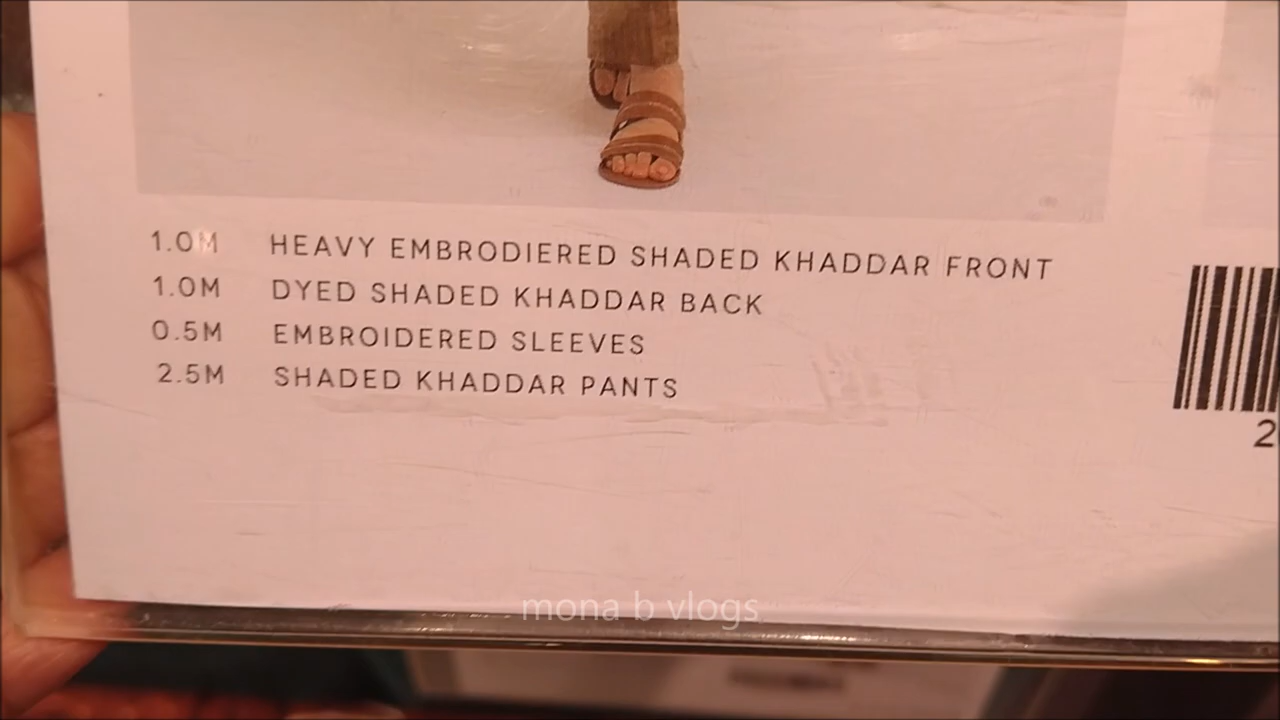 1.0M HEAVY EMBRODIERED SHADED KHADDAR FRONT
1.0M DYED SHADED KHADDAR BACK
0.5M EMBROIDERED SLEEVES
2.5M SHADED KHADDAR PANTS
2
mona b vlogs